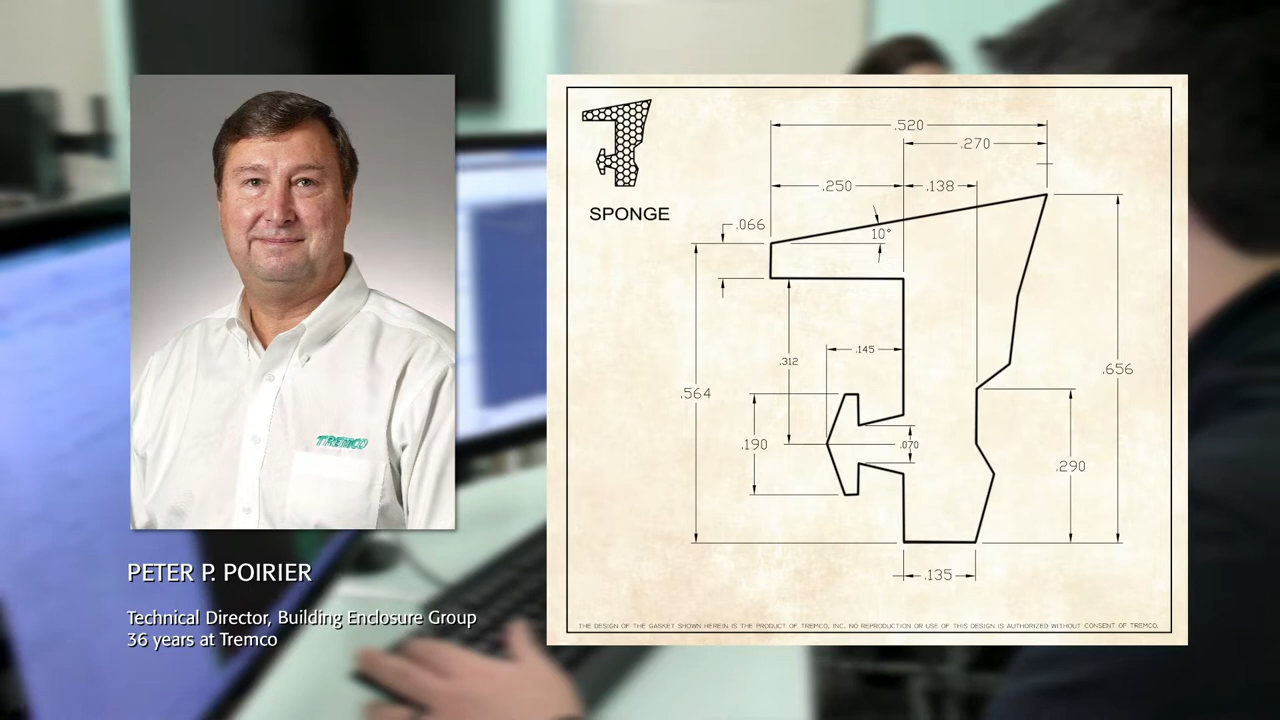 TREMCO
PETER P. POIRIER
Technical Director, Building Enclosure Group
36 years at Tremco
SPONGE
.520
.270
.250
.138
.066
10°
.145
.312
.564
.656
.190
.070
.290
.135
THE DESIGN OF THE GASKET SHOWN HEREIN IS THE PRODUCT OF TREMCO, INC. NO REPRODUCTION OR USE OF THIS DESIGN IS AUTHORIZED WITHOUT CONSENT OF TREMCO.